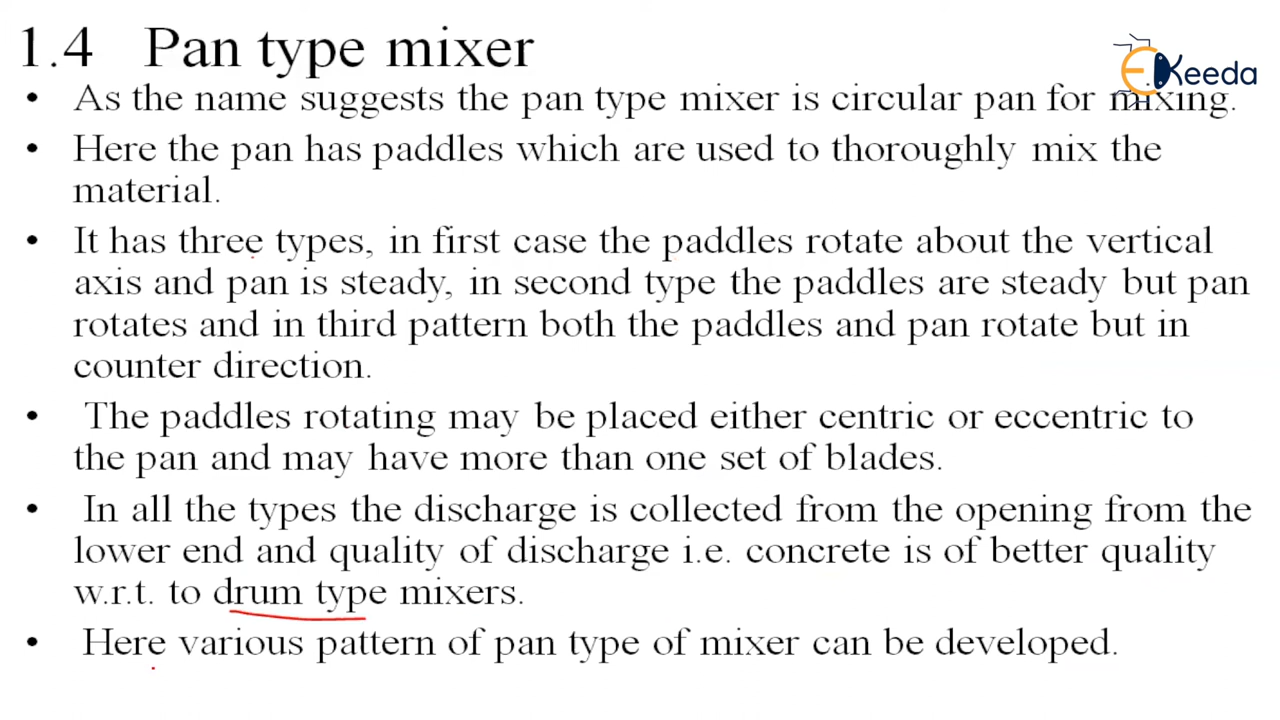 1.4 Pan type mixer
EKeeda
• As the name suggests the pan type mixer is circular pan for mixing.
• Here the pan has paddles which are used to thoroughly mix the
material.
• It has three types, in first case the paddles rotate about the vertical
axis and pan is steady, in second type the paddles are steady but pan
rotates and in third pattern both the paddles and pan rotate but in
counter direction.
• The paddles rotating may be placed either centric or eccentric to
the pan and may have more than one set of blades.
• In all the types the discharge is collected from the opening from the
lower end and quality of discharge i.e. concrete is of better quality
w.r.t. to drum type mixers.
• Here various pattern of pan type of mixer can be developed.